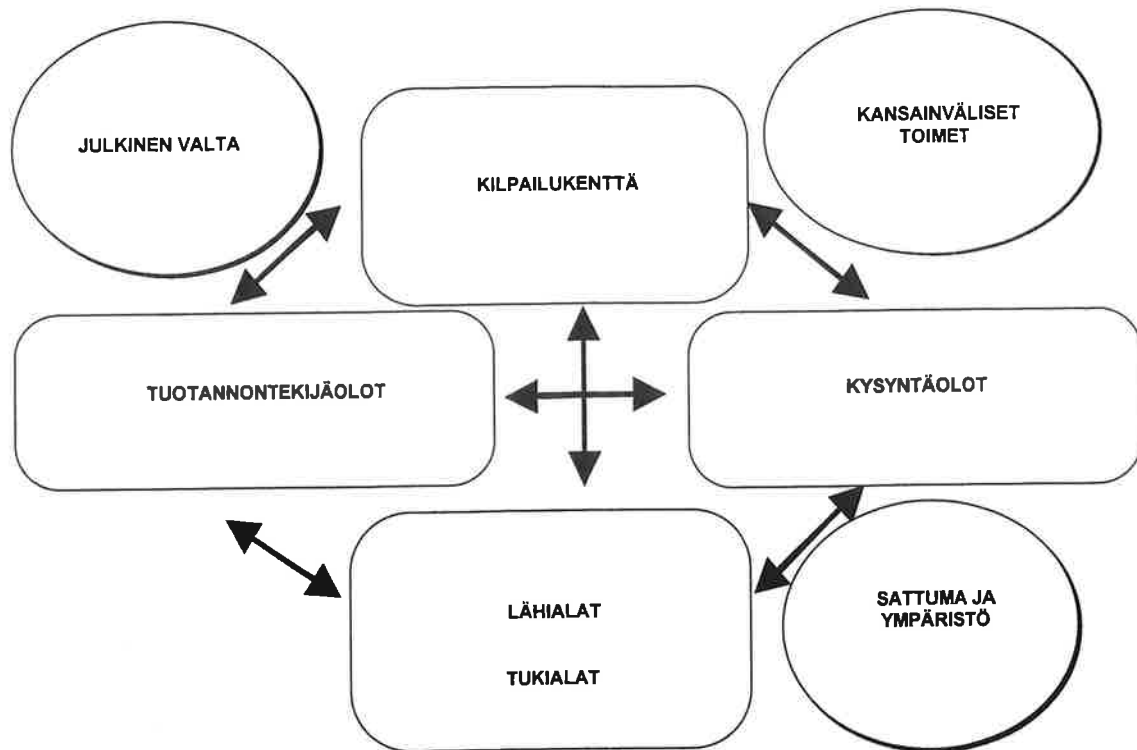 JULKINEN VALTA
KILPAILUKENTTÄ
KANSAINVÄLISET
TOIMET
TUOTANNONTEKIJÄOLOT
KYSYNTÄOLOT
LÄHIALAT
TUKIALAT
SATTUMA JA
YMPÄRISTÖ